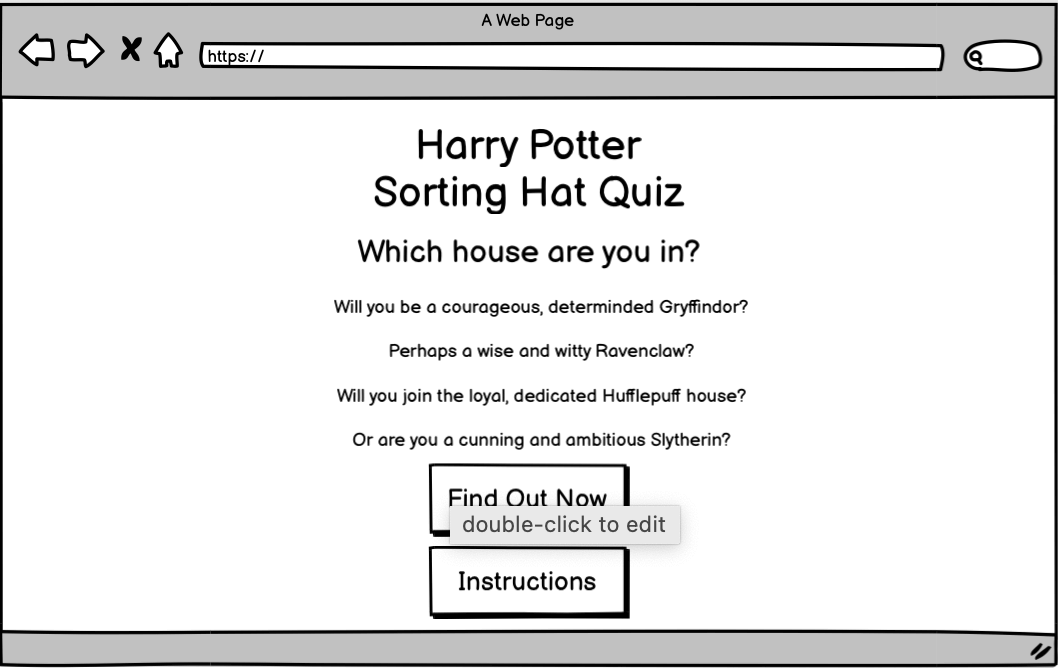 A Web Page
https://
Harry Potter
Sorting Hat Quiz
Which house are you in?
Will you be a courageous, determinded Gryffindor?
Perhaps a wise and witty Ravenclaw?
Will you join the loyal, dedicated Hufflepuff house?
Or are you a cunning and ambitious Slytherin?
Find Out Now
double-click to edit
Instructions